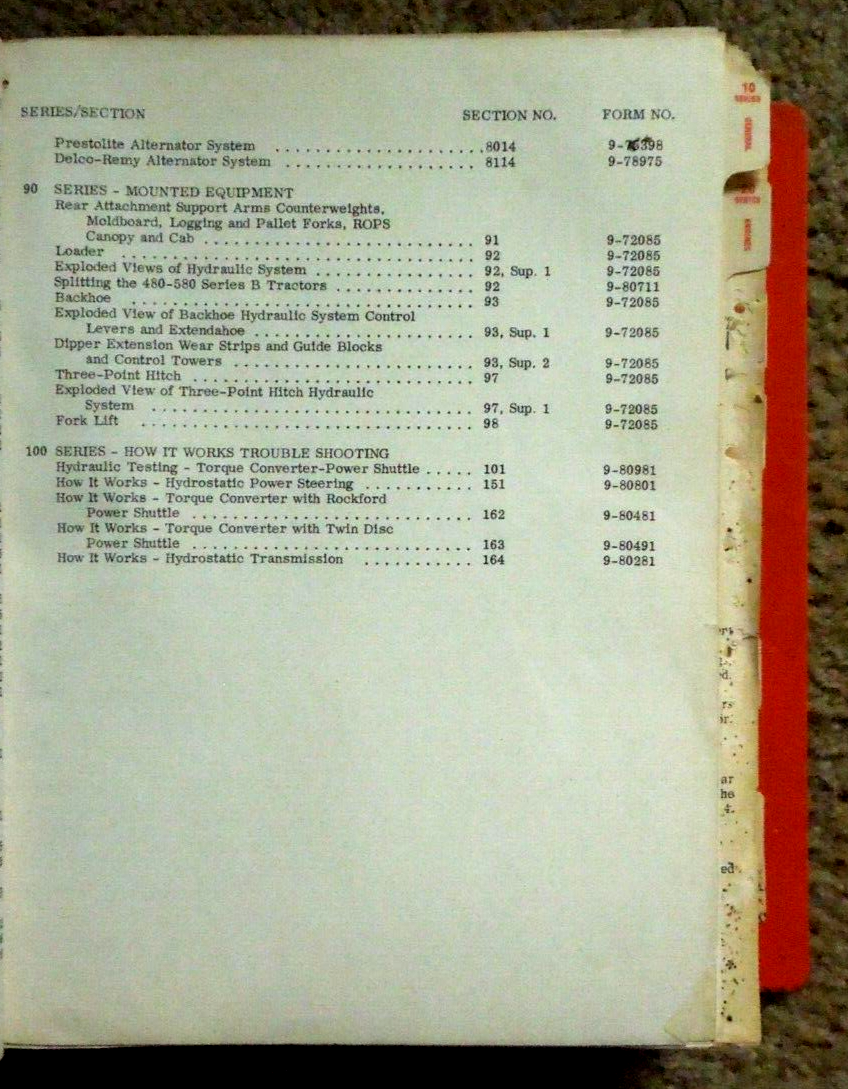 SERIES/SECTION SECTION NO. FORM NO.
Prestolite Alternator System .................... 8014
Delco-Remy Alternator System .................. 8114 9-78975
90 SERIES - MOUNTED EQUIPMENT
Rear Attachment Support Arms Counterweights,
Moldboard, Logging and Pallet Forks, ROPS
Canopy and Cab .......................... 91 9-72085
Loader .................................. 92 9-72085
Exploded Views of Hydraulic System ............... 92, Sup. 1 9-72085
Splitting the 480-580 Series B Tractors ............. 92 9-80711
Backhoe ................................. 93 9-72085
Exploded View of Backhoe Hydraulic System Control
Levers and Extendahoe ..................... 93, Sup. 1 9-72085
Dipper Extension Wear Strips and Guide Blocks
and Control Towers ....................... 93, Sup. 2 9-72085
Three-Point Hitch ........................... 97 9-72085
Exploded View of Three-Point Hitch Hydraulic
System ............................... 97, Sup. 1 9-72085
Fork Lift ................................ 98 9-72085
100 SERIES - HOW IT WORKS TROUBLE SHOOTING
Hydraulic Testing - Torque Converter-Power Shuttle ..... 101 9-80981
How It Works - Hydrostatic Power Steering ........... 151 9-80801
How It Works - Torque Converter with Rockford
Power Shuttle ........................... 162 9-80481
How It Works - Torque Converter with Twin Disc
Power Shuttle ........................... 163 9-80491
How It Works - Hydrostatic Transmission ........... 164 9-80281
10
SERIES
GENERAL
SERIES
ENGINES
ar
he
4.
ed